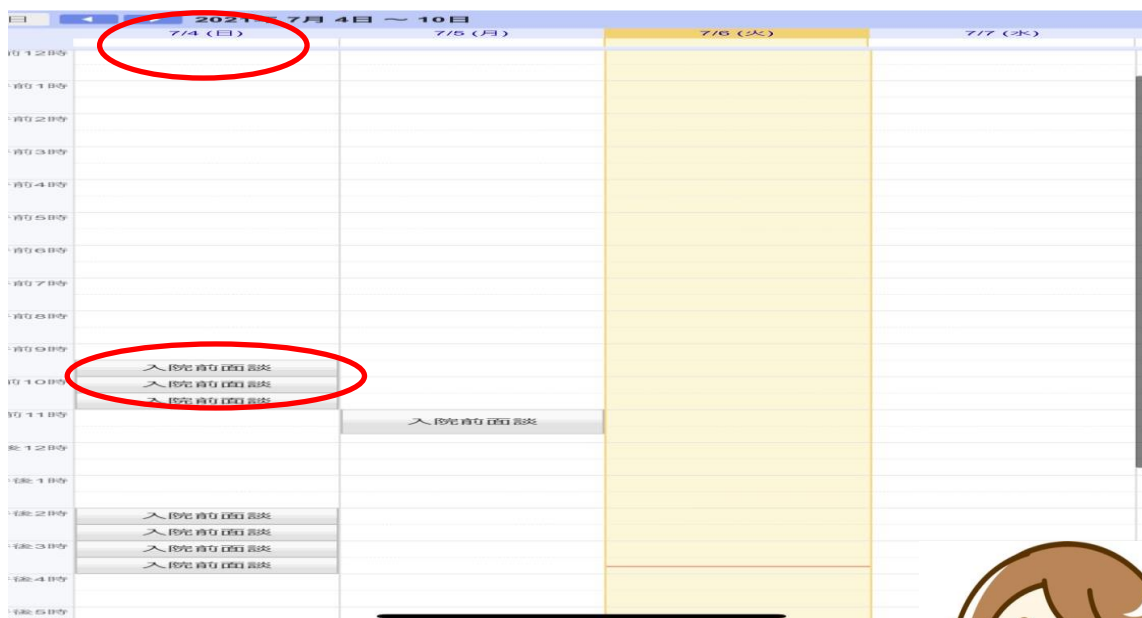 日
2021年 7月 4日 ～ 10日
7/4 (日) 7/5 (月) 7/6 (火) 7/7 (水)
前12時
前1時
前2時
前3時
前4時
前5時
前6時
前7時
前8時
前9時
入院前面談
前10時 入院前面談
入院前面談
前11時 入院前面談
後12時
後1時
後2時 入院前面談
入院前面談
後3時 入院前面談
入院前面談
後4時
後5時